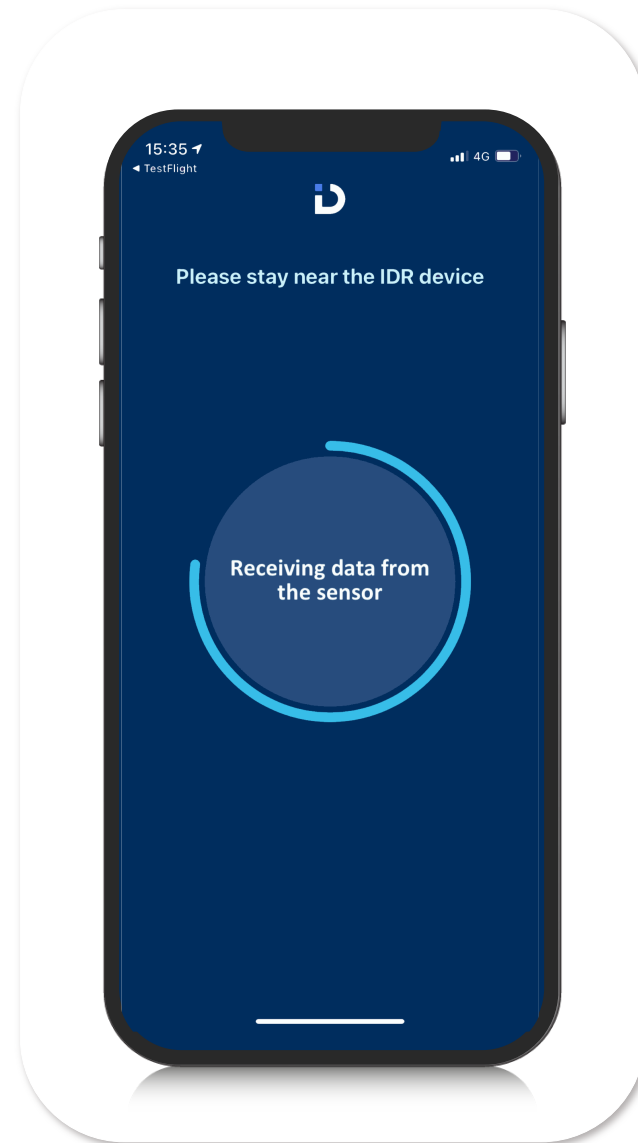 15:35
4G
◄ TestFlight
Please stay near the IDR device
Receiving data from
the sensor